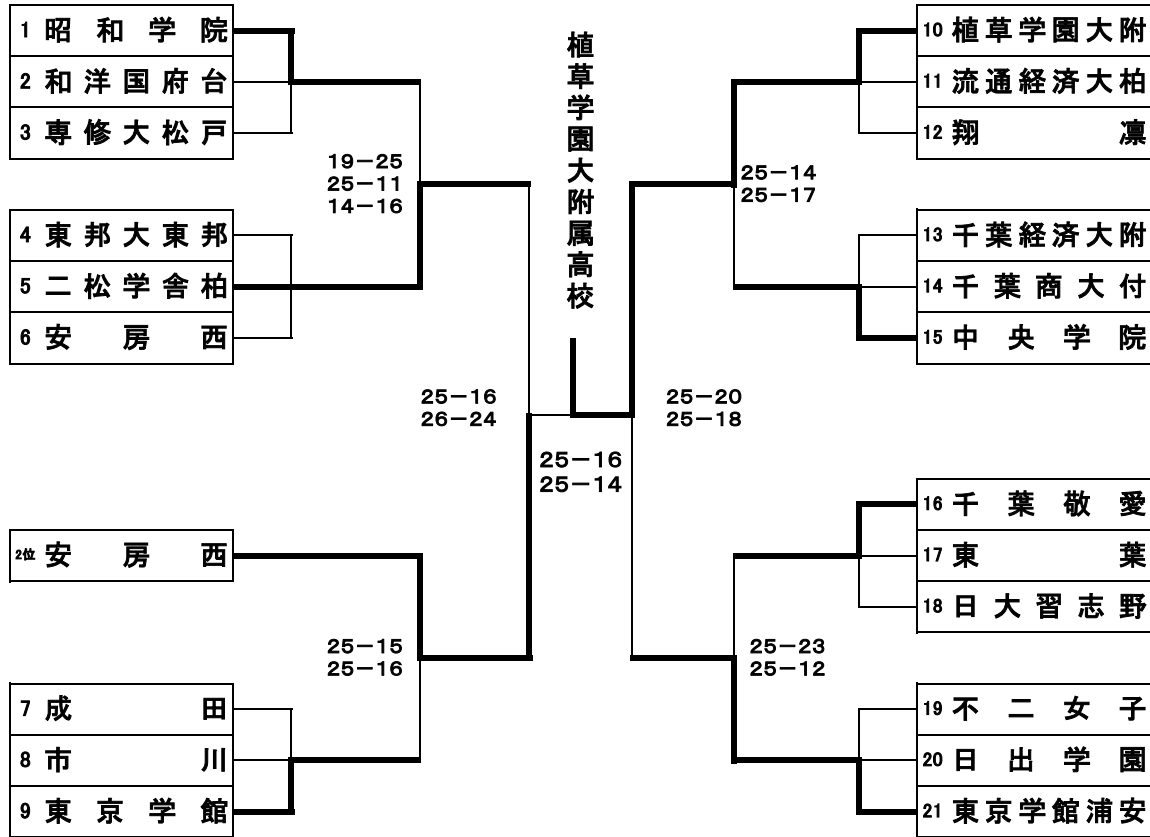 1 昭和学院
2 和洋国府台
3 専修大松戸
19－25
25－11
14－16
4 東邦大東邦
5 二松学舎柏
6 安房西
25－16
26－24
2位 安房西
25－15
25－16
7 成田
8 市川
9 東京学館
植草学園大附属高校
25－16
25－14
10 植草学園大附
11 流通経済大柏
12 翔凜
25－14
25－17
13 千葉経済大附
14 千葉商大付
15 中央学院
25－20
25－18
16 千葉敬愛
17 東葉
18 日大習志野
25－23
25－12
19 不二女子
20 日出学園
21 東京学館浦安